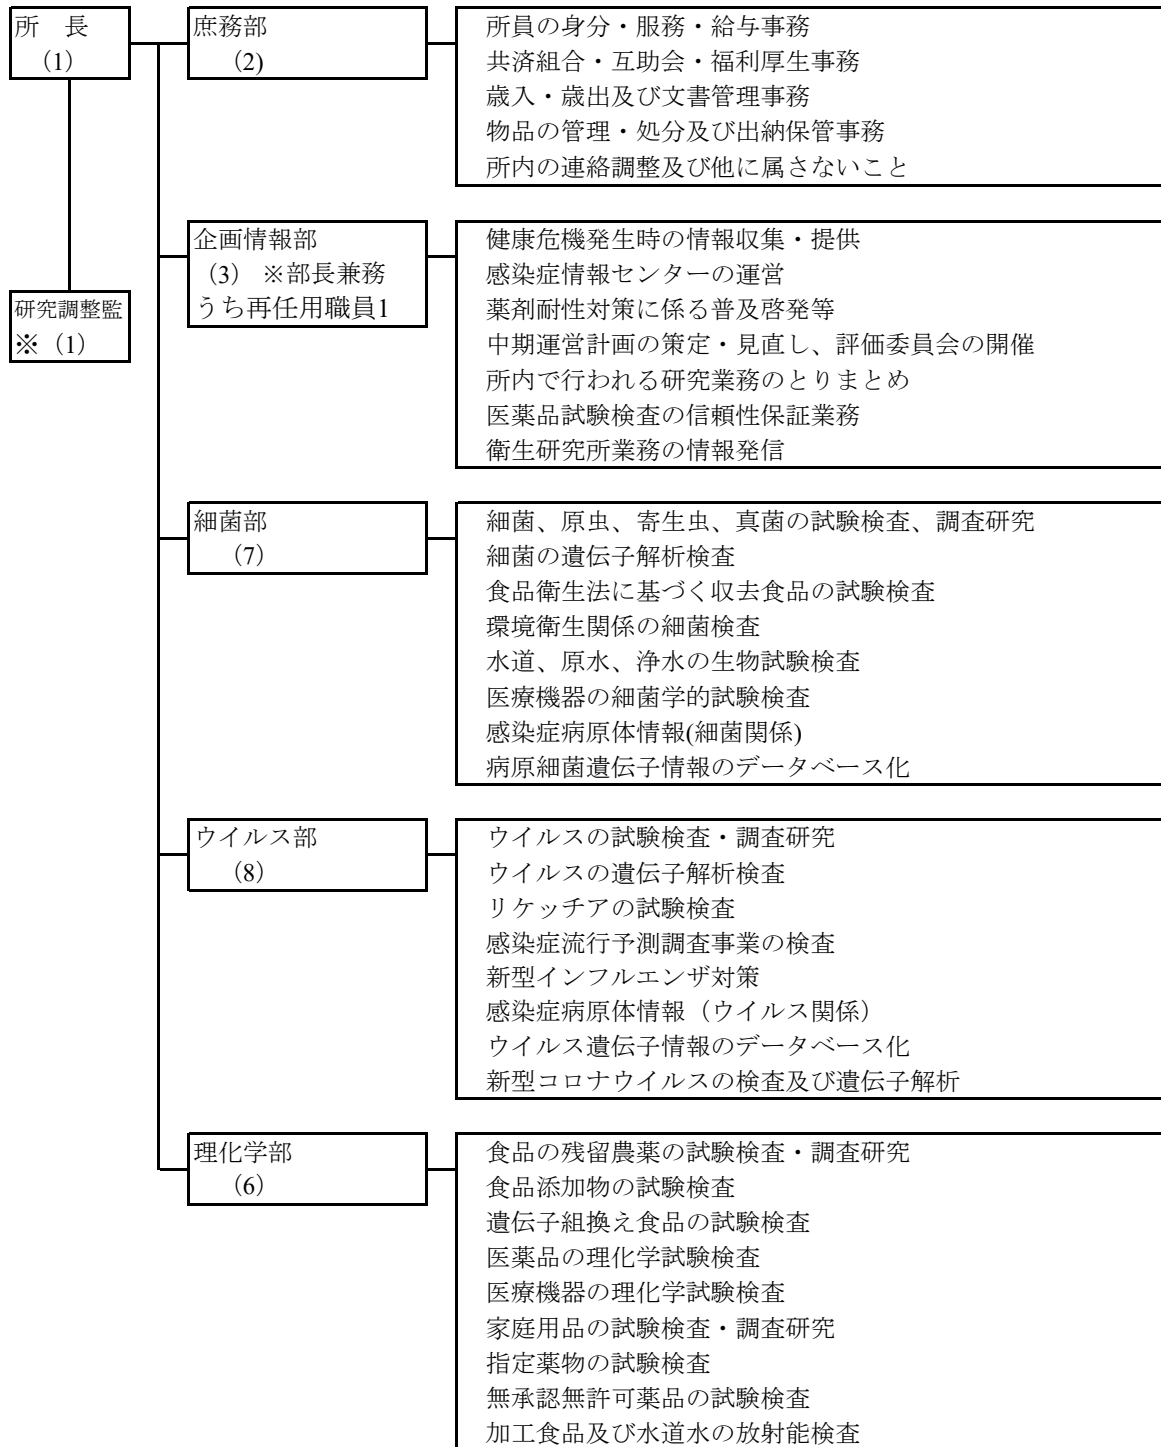 所　長
（1）
庶務部
（2）
所員の身分・服務・給与事務
共済組合・互助会・福利厚生事務
歳入・歳出及び文書管理事務
物品の管理・処分及び出納保管事務
所内の連絡調整及び他に属さないこと
研究調整監
※（1）
企画情報部
（3） ※部長兼務
うち再任用職員1
健康危機発生時の情報収集・提供
感染症情報センターの運営
薬剤耐性対策に係る普及啓発等
中期運営計画の策定・見直し、評価委員会の開催
所内で行われる研究業務のとりまとめ
医薬品試験検査の信頼性保証業務
衛生研究所業務の情報発信
細菌部
（7）
細菌、原虫、寄生虫、真菌の試験検査、調査研究
細菌の遺伝子解析検査
食品衛生法に基づく収去食品の試験検査
環境衛生関係の細菌検査
水道、原水、浄水の生物試験検査
医療機器の細菌学的試験検査
感染症病原体情報(細菌関係)
病原細菌遺伝子情報のデータベース化
ウイルス部
（8）
ウイルスの試験検査・調査研究
ウイルスの遺伝子解析検査
リケッチアの試験検査
感染症流行予測調査事業の検査
新型インフルエンザ対策
感染症病原体情報（ウイルス関係）
ウイルス遺伝子情報のデータベース化
新型コロナウイルスの検査及び遺伝子解析
理化学部
（6）
食品の残留農薬の試験検査・調査研究
食品添加物の試験検査
遺伝子組換え食品の試験検査
医薬品の理化学試験検査
医療機器の理化学試験検査
家庭用品の試験検査・調査研究
指定薬物の試験検査
無承認無許可薬品の試験検査
加工食品及び水道水の放射能検査